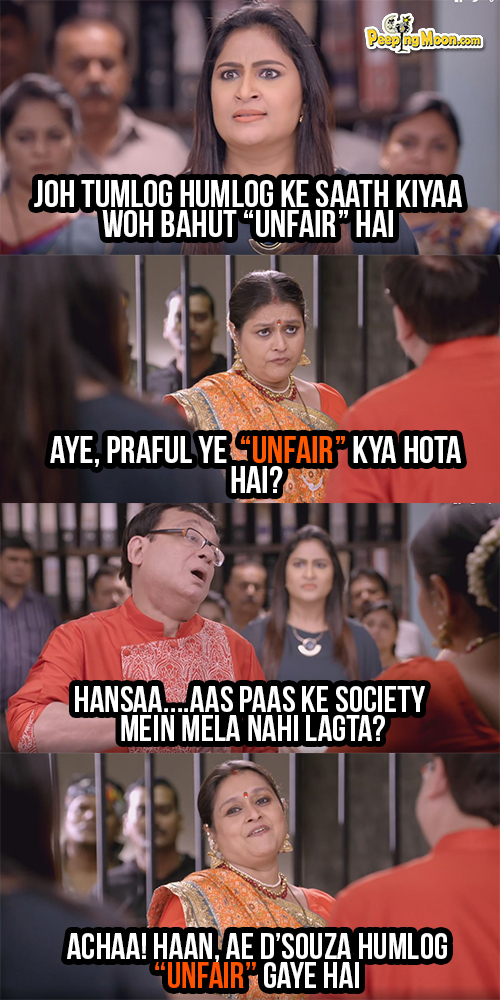 PeepingMoon.com
JOH TUMLOG HUMLOG KE SAATH KIYAA
WOH BAHUT “UNFAIR” HAI
AYE, PRAFUL YE “UNFAIR” KYA HOTA
HAI?
HANSAA....AAS PAAS KE SOCIETY
MEIN MELA NAHI LAGTA?
ACHAA! HAAN, AE D'SOUZA HUMLOG
“UNFAIR” GAYE HAI